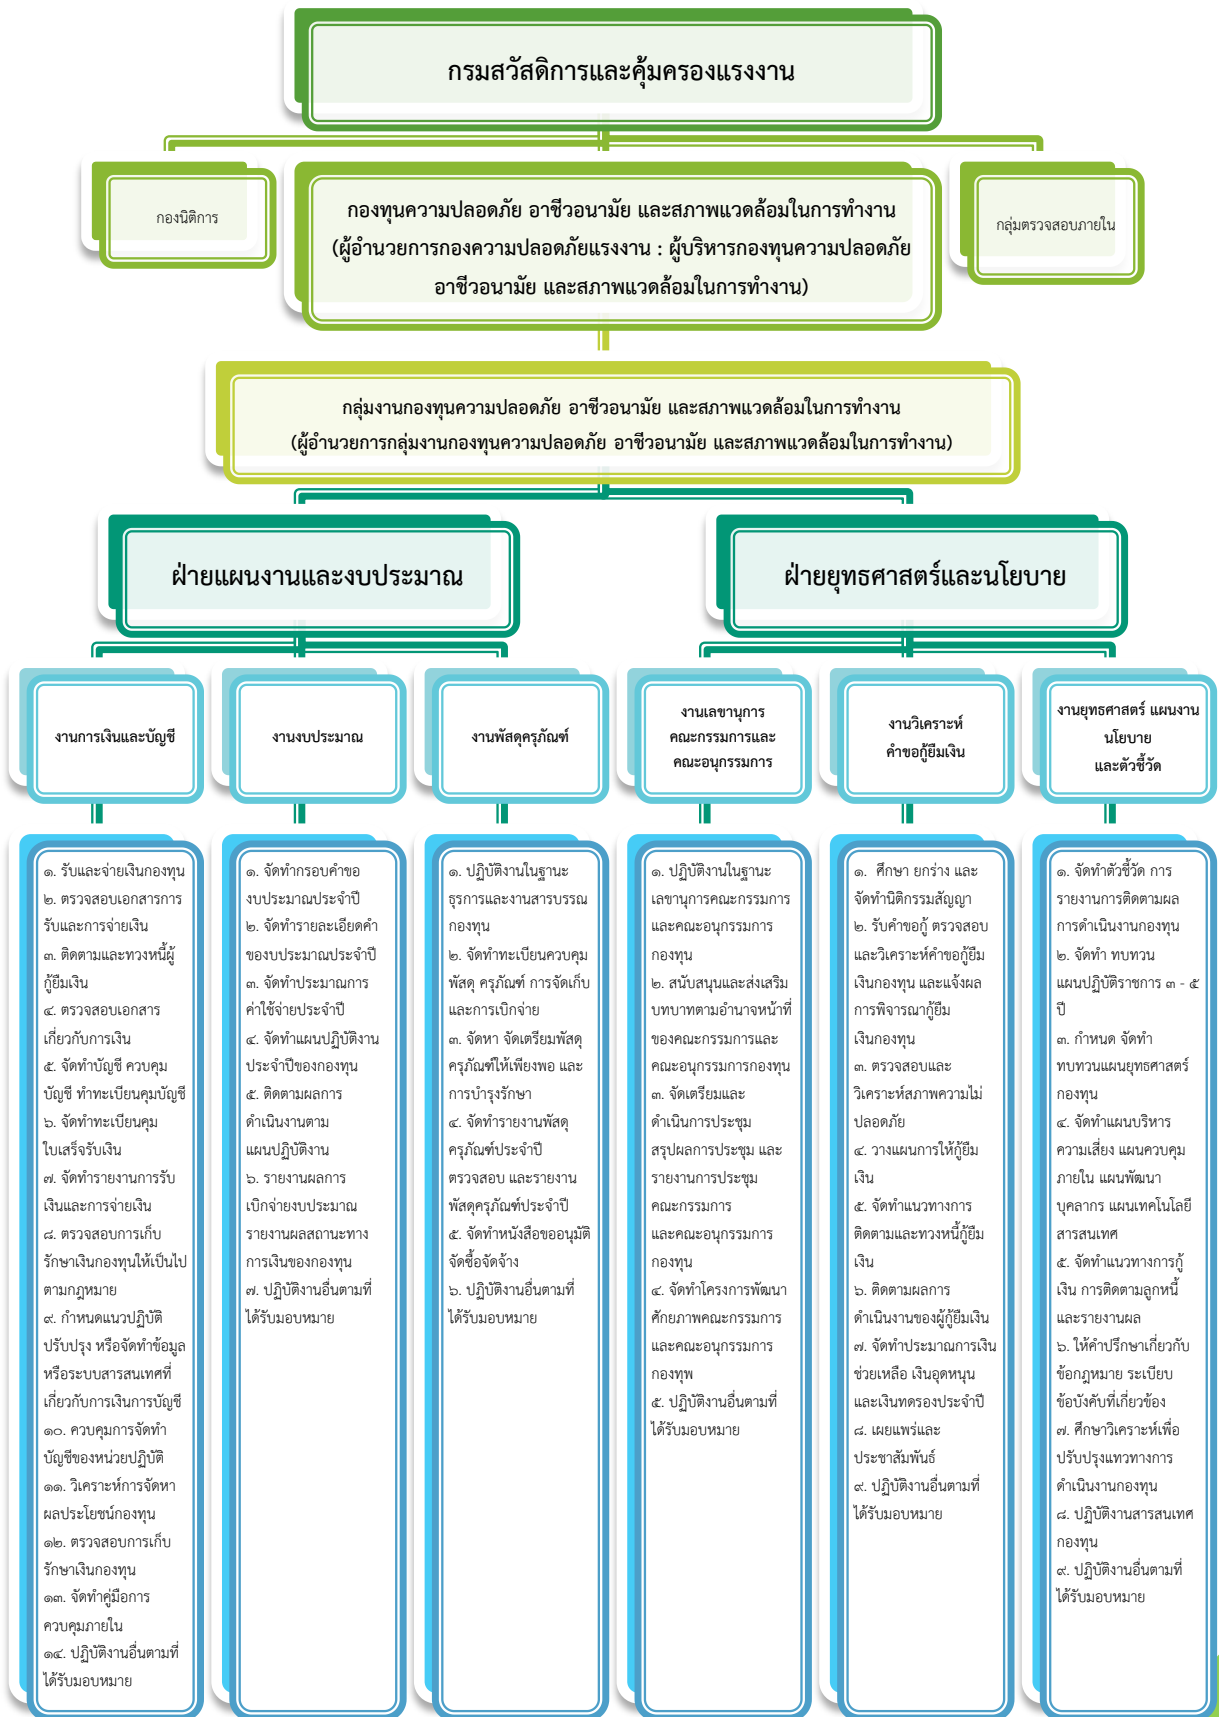 กรมสวัสดิการและคุ้มครองแรงงาน
กองนิติการ
กองทุนความปลอดภัย อาชีวอนามัย และสภาพแวดล้อมในการทำงาน
(ผู้อำนวยการกองความปลอดภัยแรงงาน : ผู้บริหารกองทุนความปลอดภัย
อาชีวอนามัย และสภาพแวดล้อมในการทำงาน)
กลุ่มตรวจสอบภายใน
กลุ่มงานกองทุนความปลอดภัย อาชีวอนามัย และสภาพแวดล้อมในการทำงาน
(ผู้อำนวยการกลุ่มงานกองทุนความปลอดภัย อาชีวอนามัย และสภาพแวดล้อมในการทำงาน)
ฝ่ายแผนงานและงบประมาณ
ฝ่ายยุทธศาสตร์และนโยบาย
งานการเงินและบัญชี
งานงบประมาณ
งานพัสดุครุภัณฑ์
งานเลขานุการ
คณะกรรมการและ
คณะอนุกรรมการ
งานวิเคราะห์
คำขอกู้ยืมเงิน
งานยุทธศาสตร์ แผนงาน
นโยบาย
และตัวชี้วัด
๑. รับและจ่ายเงินกองทุน
๒. ตรวจสอบเอกสารการ
รับและการจ่ายเงิน
๓. ติดตามและทวงหนี้ผู้
กู้ยืมเงิน
๔. ตรวจสอบเอกสาร
เกี่ยวกับการเงิน
๕. จัดทำบัญชี ควบคุม
บัญชี ทำทะเบียนคุมบัญชี
๖. จัดทำทะเบียนคุม
ใบเสร็จรับเงิน
๗. จัดทำรายงานการรับ
เงินและการจ่ายเงิน
๘. ตรวจสอบการเก็บ
รักษาเงินกองทุนให้เป็นไป
ตามกฎหมาย
๙. กำหนดแนวปฏิบัติ
ปรับปรุง หรือจัดทำข้อมูล
หรือระบบสารสนเทศที่
เกี่ยวกับการเงินการบัญชี
๑๐. ควบคุมการจัดทำ
บัญชีของหน่วยปฏิบัติ
๑๑. วิเคราะห์การจัดหา
ผลประโยชน์กองทุน
๑๒. ตรวจสอบการเก็บ
รักษาเงินกองทุน
๑๓. จัดทำคู่มือการ
ควบคุมภายใน
๑๔. ปฏิบัติงานอื่นตามที่
ได้รับมอบหมาย
๑. จัดทำกรอบคำขอ
งบประมาณประจำปี
๒. จัดทำรายละเอียดคำ
ของบประมาณประจำปี
๓. จัดทำประมาณการ
ค่าใช้จ่ายประจำปี
๔. จัดทำแผนปฏิบัติงาน
ประจำปีของกองทุน
๕. ติดตามผลการ
ดำเนินงานตาม
แผนปฏิบัติงาน
๖. รายงานผลการ
เบิกจ่ายงบประมาณ
รายงานผลสถานะทาง
การเงินของกองทุน
๗. ปฏิบัติงานอื่นตามที่
ได้รับมอบหมาย
๑. ปฏิบัติงานในฐานะ
ธุรการและงานสารบรรณ
กองทุน
๒. จัดทำทะเบียนควบคุม
พัสดุ ครุภัณฑ์ การจัดเก็บ
และการเบิกจ่าย
๓. จัดหา จัดเตรียมพัสดุ
ครุภัณฑ์ให้เพียงพอ และ
การบำรุงรักษา
๔. จัดทำรายงานพัสดุ
ครุภัณฑ์ประจำปี
ตรวจสอบ และรายงาน
พัสดุครุภัณฑ์ประจำปี
๕. จัดทำหนังสือขออนุมัติ
จัดซื้อจัดจ้าง
๖. ปฏิบัติงานอื่นตามที่
ได้รับมอบหมาย
๑. ปฏิบัติงานในฐานะ
เลขานุการคณะกรรมการ
และคณะอนุกรรมการ
กองทุน
๒. สนับสนุนและส่งเสริม
บทบาทตามอำนาจหน้าที่
ของคณะกรรมการและ
คณะอนุกรรมการกองทุน
๓. จัดเตรียมและ
ดำเนินการประชุม
สรุปผลการประชุม และ
รายงานการประชุม
คณะกรรมการ
และคณะอนุกรรมการ
กองทุน
๔. จัดทำโครงการพัฒนา
ศักยภาพคณะกรรมการ
และคณะอนุกรรมการ
กองทุพ
๕. ปฏิบัติงานอื่นตามที่
ได้รับมอบหมาย
๑. ศึกษา ยกร่าง และ
จัดทำนิติกรรมสัญญา
๒. รับคำขอกู้ ตรวจสอบ
และวิเคราะห์คำขอกู้ยืม
เงินกองทุน และแจ้งผล
การพิจารณากู้ยืม
เงินกองทุน
๓. ตรวจสอบและ
วิเคราะห์สภาพความไม่
ปลอดภัย
๔. วางแผนการให้กู้ยืม
เงิน
๕. จัดทำแนวทางการ
ติดตามและทวงหนี้กู้ยืม
เงิน
๖. ติดตามผลการ
ดำเนินงานของผู้กู้ยืมเงิน
๗. จัดทำประมาณการเงิน
ช่วยเหลือ เงินอุดหนุน
และเงินทดรองประจำปี
๘. เผยแพร่และ
ประชาสัมพันธ์
๙. ปฏิบัติงานอื่นตามที่
ได้รับมอบหมาย
๑. จัดทำตัวชี้วัด การ
รายงานการติดตามผล
การดำเนินงานกองทุน
๒. จัดทำ ทบทวน
แผนปฏิบัติราชการ ๓ - ๕
ปี
๓. กำหนด จัดทำ
ทบทวนแผนยุทธศาสตร์
กองทุน
๔. จัดทำแผนบริหาร
ความเสี่ยง แผนควบคุม
ภายใน แผนพัฒนา
บุคลากร แผนเทคโนโลยี
สารสนเทศ
๕. จัดทำแนวทางการกู้
เงิน การติดตามลูกหนี้
และรายงานผล
๖. ให้คำปรึกษาเกี่ยวกับ
ข้อกฎหมาย ระเบียบ
ข้อบังคับที่เกี่ยวข้อง
๗. ศึกษาวิเคราะห์เพื่อ
ปรับปรุงแททางการ
ดำเนินงานกองทุน
๘. ปฏิบัติงานสารสนเทศ
กองทุน
๙. ปฏิบัติงานอื่นตามที่
ได้รับมอบหมาย